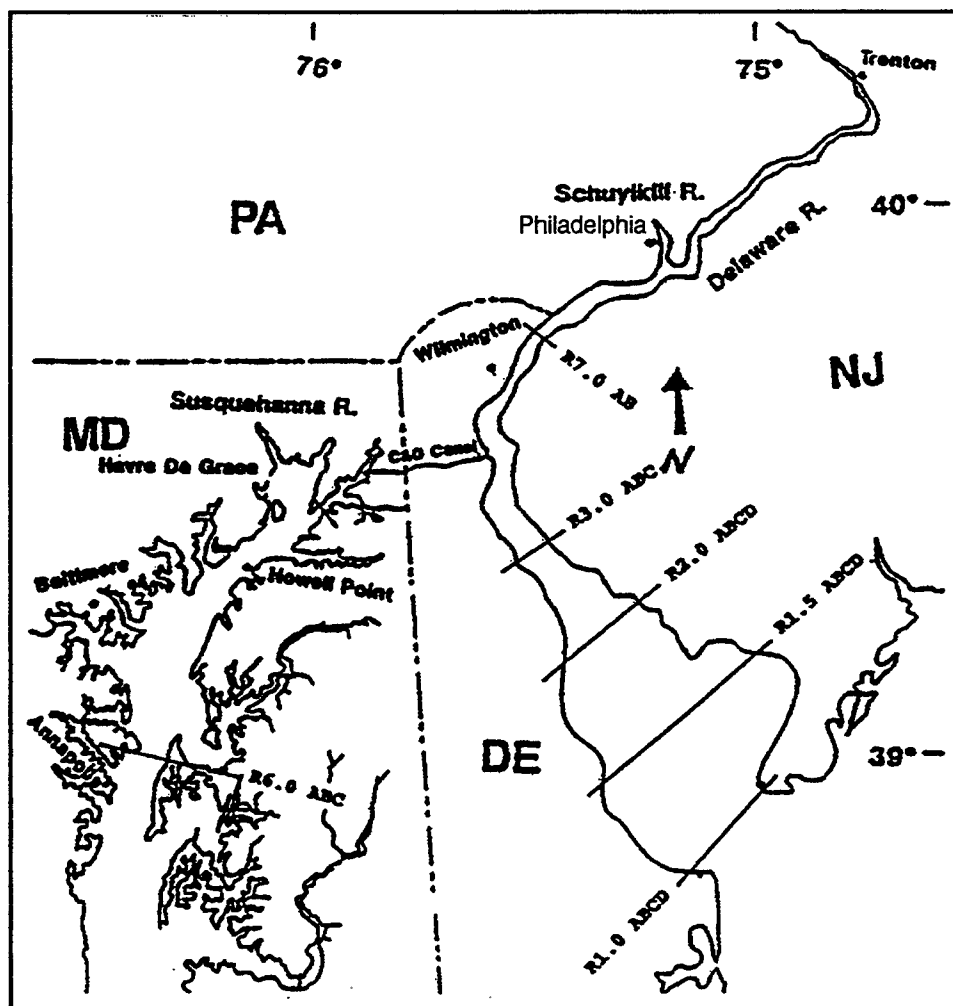 76°
75°
Trenton
Schuylkill R.
PA
40°
Philadelphia
Delaware R.
Wilmington
R7.0 AB
NJ
Susquehanna R.
MD
C&D Canal
Havre De Grace
N
R3.0 ABC
R2.0 ABCD
Baltimore
Howell Point
R1.5 ABCD
Annapolis
DE
39°
R6.0 ABC
R1.0 ABCD